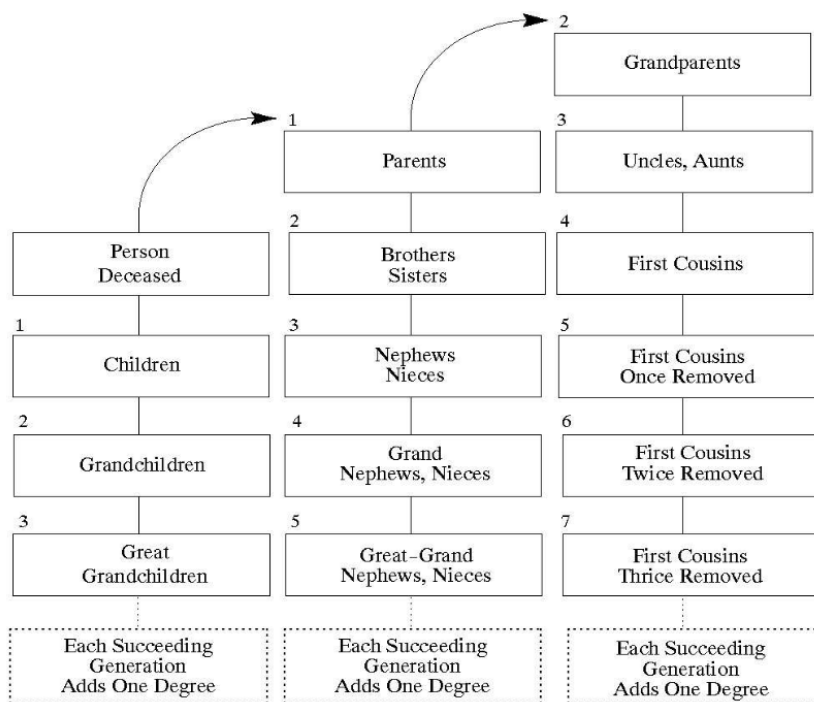 2
Grandparents
1
Parents
3
Uncles, Aunts
Person
Deceased
2
Brothers
Sisters
4
First Cousins
1
Children
3
Nephews
Nieces
5
First Cousins
Once Removed
2
Grandchildren
4
Grand
Nephews, Nieces
6
First Cousins
Twice Removed
3
Great
Grandchildren
5
Great-Grand
Nephews, Nieces
7
First Cousins
Thrice Removed
Each Succeeding
Generation
Adds One Degree
Each Succeeding
Generation
Adds One Degree
Each Succeeding
Generation
Adds One Degree